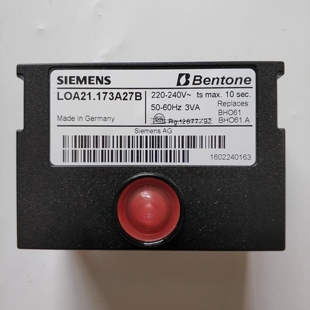 SIEMENS
Bentone
LOA21.173A27B
220-240V~ ts max. 10 sec.
50-60Hz 3VA
Replaces:
BHO61
BHO61.A
Made in Germany
Siemens AG
1602240163